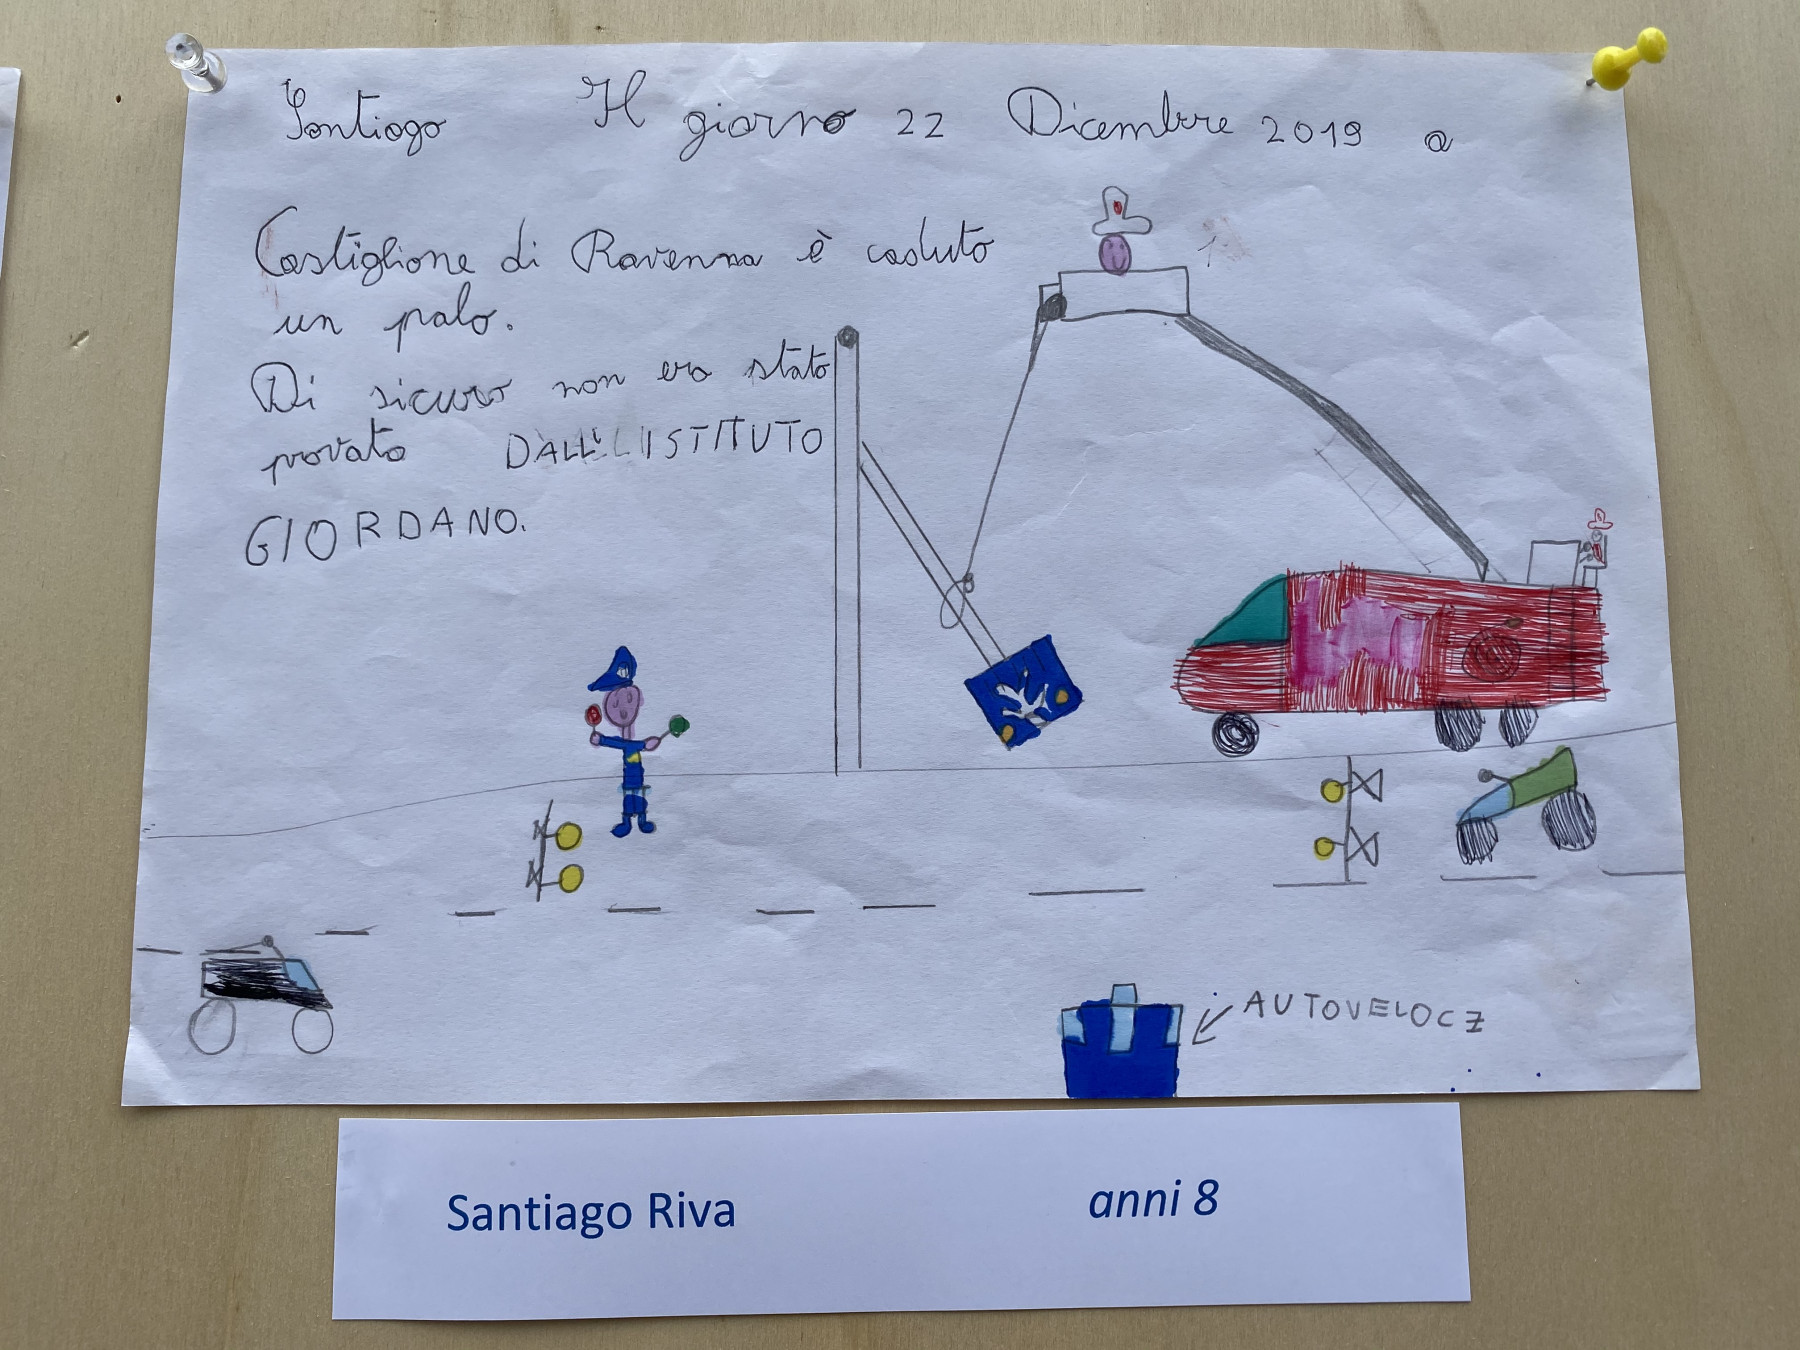 Santiago Il giorno 22 Dicembre 2019 a
Castiglione di Ravenna è caduto
un palo.
Di sicuro non era stato
provato DALL'ISTITUTO
GIORDANO.
AUTOVELOCZ
Santiago Riva anni 8